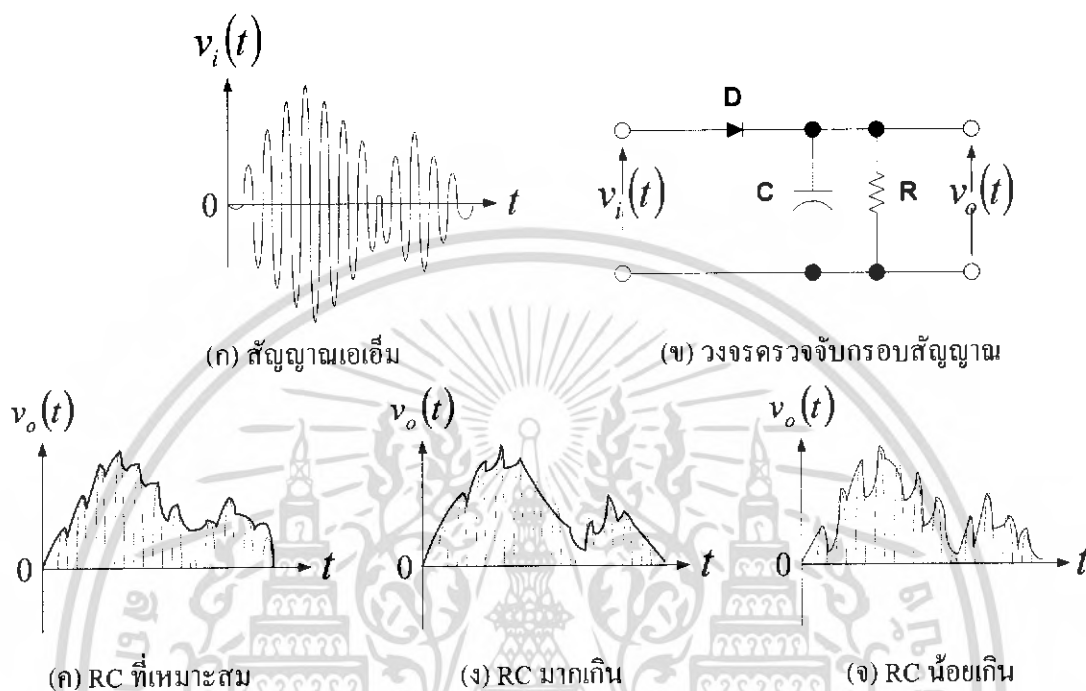 v_i(t)
0
t
(ก) สัญญาณเอเอ็ม
D
v_i(t)
C
R
v_o(t)
(ข) วงจรตรวจจับกรอบสัญญาณ
v_o(t)
0
t
(ค) RC ที่เหมาะสม
v_o(t)
0
t
(ง) RC มากเกิน
v_o(t)
0
t
(จ) RC น้อยเกิน